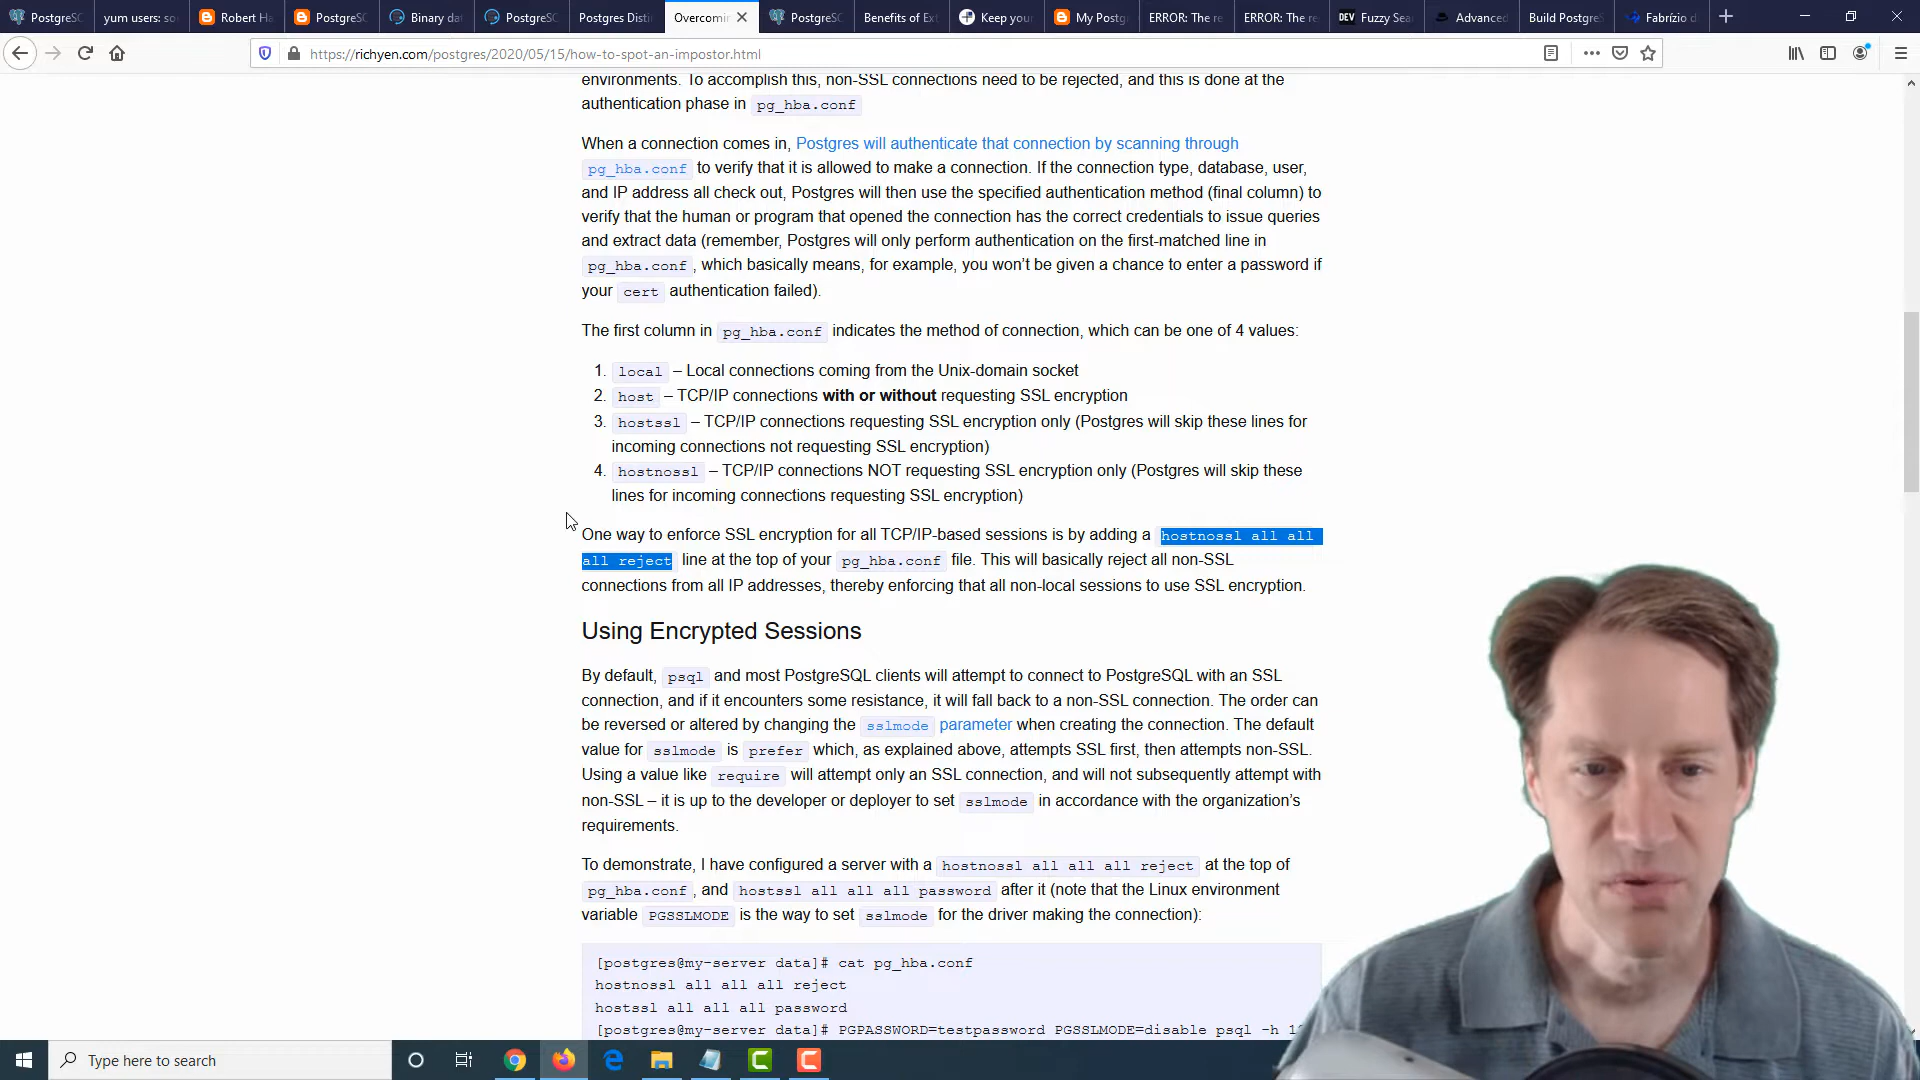 PostgreSC
yum users: so
Robert Ha
PostgreSC
Binary da
PostgreSC
Postgres Disti
Overcomin
PostgreSC
Benefits of Ex
Keep your
My Postg
ERROR: The re
ERROR: The re
DEV Fuzzy Sea
Advanced
Build Postgre
Fabrízio d
https://richyen.com/postgres/2020/05/15/how-to-spot-an-impostor.html
environments. To accomplish this, non-SSL connections need to be rejected, and this is done at the
authentication phase in pg_hba.conf
When a connection comes in, Postgres will authenticate that connection by scanning through
pg_hba.conf to verify that it is allowed to make a connection. If the connection type, database, user,
and IP address all check out, Postgres will then use the specified authentication method (final column) to
verify that the human or program that opened the connection has the correct credentials to issue queries
and extract data (remember, Postgres will only perform authentication on the first-matched line in
pg_hba.conf, which basically means, for example, you won't be given a chance to enter a password if
your cert authentication failed).
The first column in pg_hba.conf indicates the method of connection, which can be one of 4 values:
1. local – Local connections coming from the Unix-domain socket
2. host – TCP/IP connections with or without requesting SSL encryption
3. hostssl – TCP/IP connections requesting SSL encryption only (Postgres will skip these lines for
incoming connections not requesting SSL encryption)
4. hostnossl – TCP/IP connections NOT requesting SSL encryption only (Postgres will skip these
lines for incoming connections requesting SSL encryption)
One way to enforce SSL encryption for all TCP/IP-based sessions is by adding a hostnossl all all
all reject line at the top of your pg_hba.conf file. This will basically reject all non-SSL
connections from all IP addresses, thereby enforcing that all non-local sessions to use SSL encryption.
Using Encrypted Sessions
By default, psql and most PostgreSQL clients will attempt to connect to PostgreSQL with an SSL
connection, and if it encounters some resistance, it will fall back to a non-SSL connection. The order can
be reversed or altered by changing the sslmode parameter when creating the connection. The default
value for sslmode is prefer which, as explained above, attempts SSL first, then attempts non-SSL.
Using a value like require will attempt only an SSL connection, and will not subsequently attempt with
non-SSL – it is up to the developer or deployer to set sslmode in accordance with the organization's
requirements.
To demonstrate, I have configured a server with a hostnossl all all all reject at the top of
pg_hba.conf, and hostssl all all all password after it (note that the Linux environment
variable PGSSLMODE is the way to set sslmode for the driver making the connection):
[postgres@my-server data]# cat pg_hba.conf
hostnossl all all all reject
hostssl all all all password
[postgres@my-server data]# PGPASSWORD=testpassword PGSSLMODE=disable psql -h 1
Type here to search